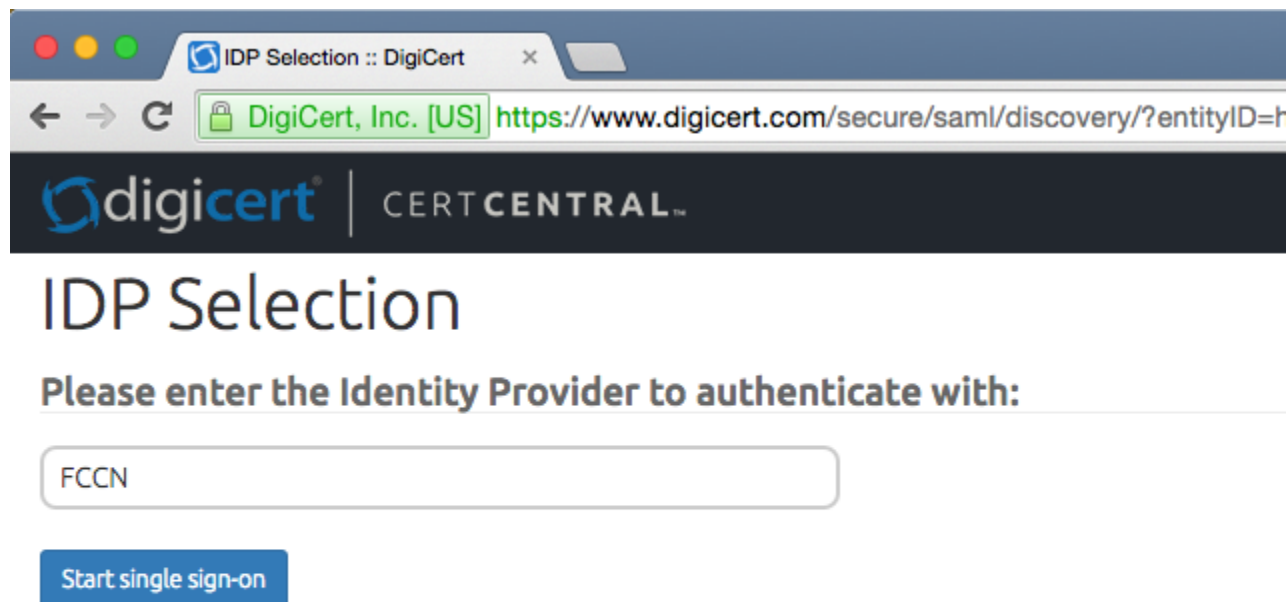 IDP Selection :: DigiCert
DigiCert, Inc. [US] https://www.digicert.com/secure/saml/discovery/?entityID=h
digicert® | CERTCENTRAL™
IDP Selection
Please enter the Identity Provider to authenticate with:
FCCN
Start single sign-on